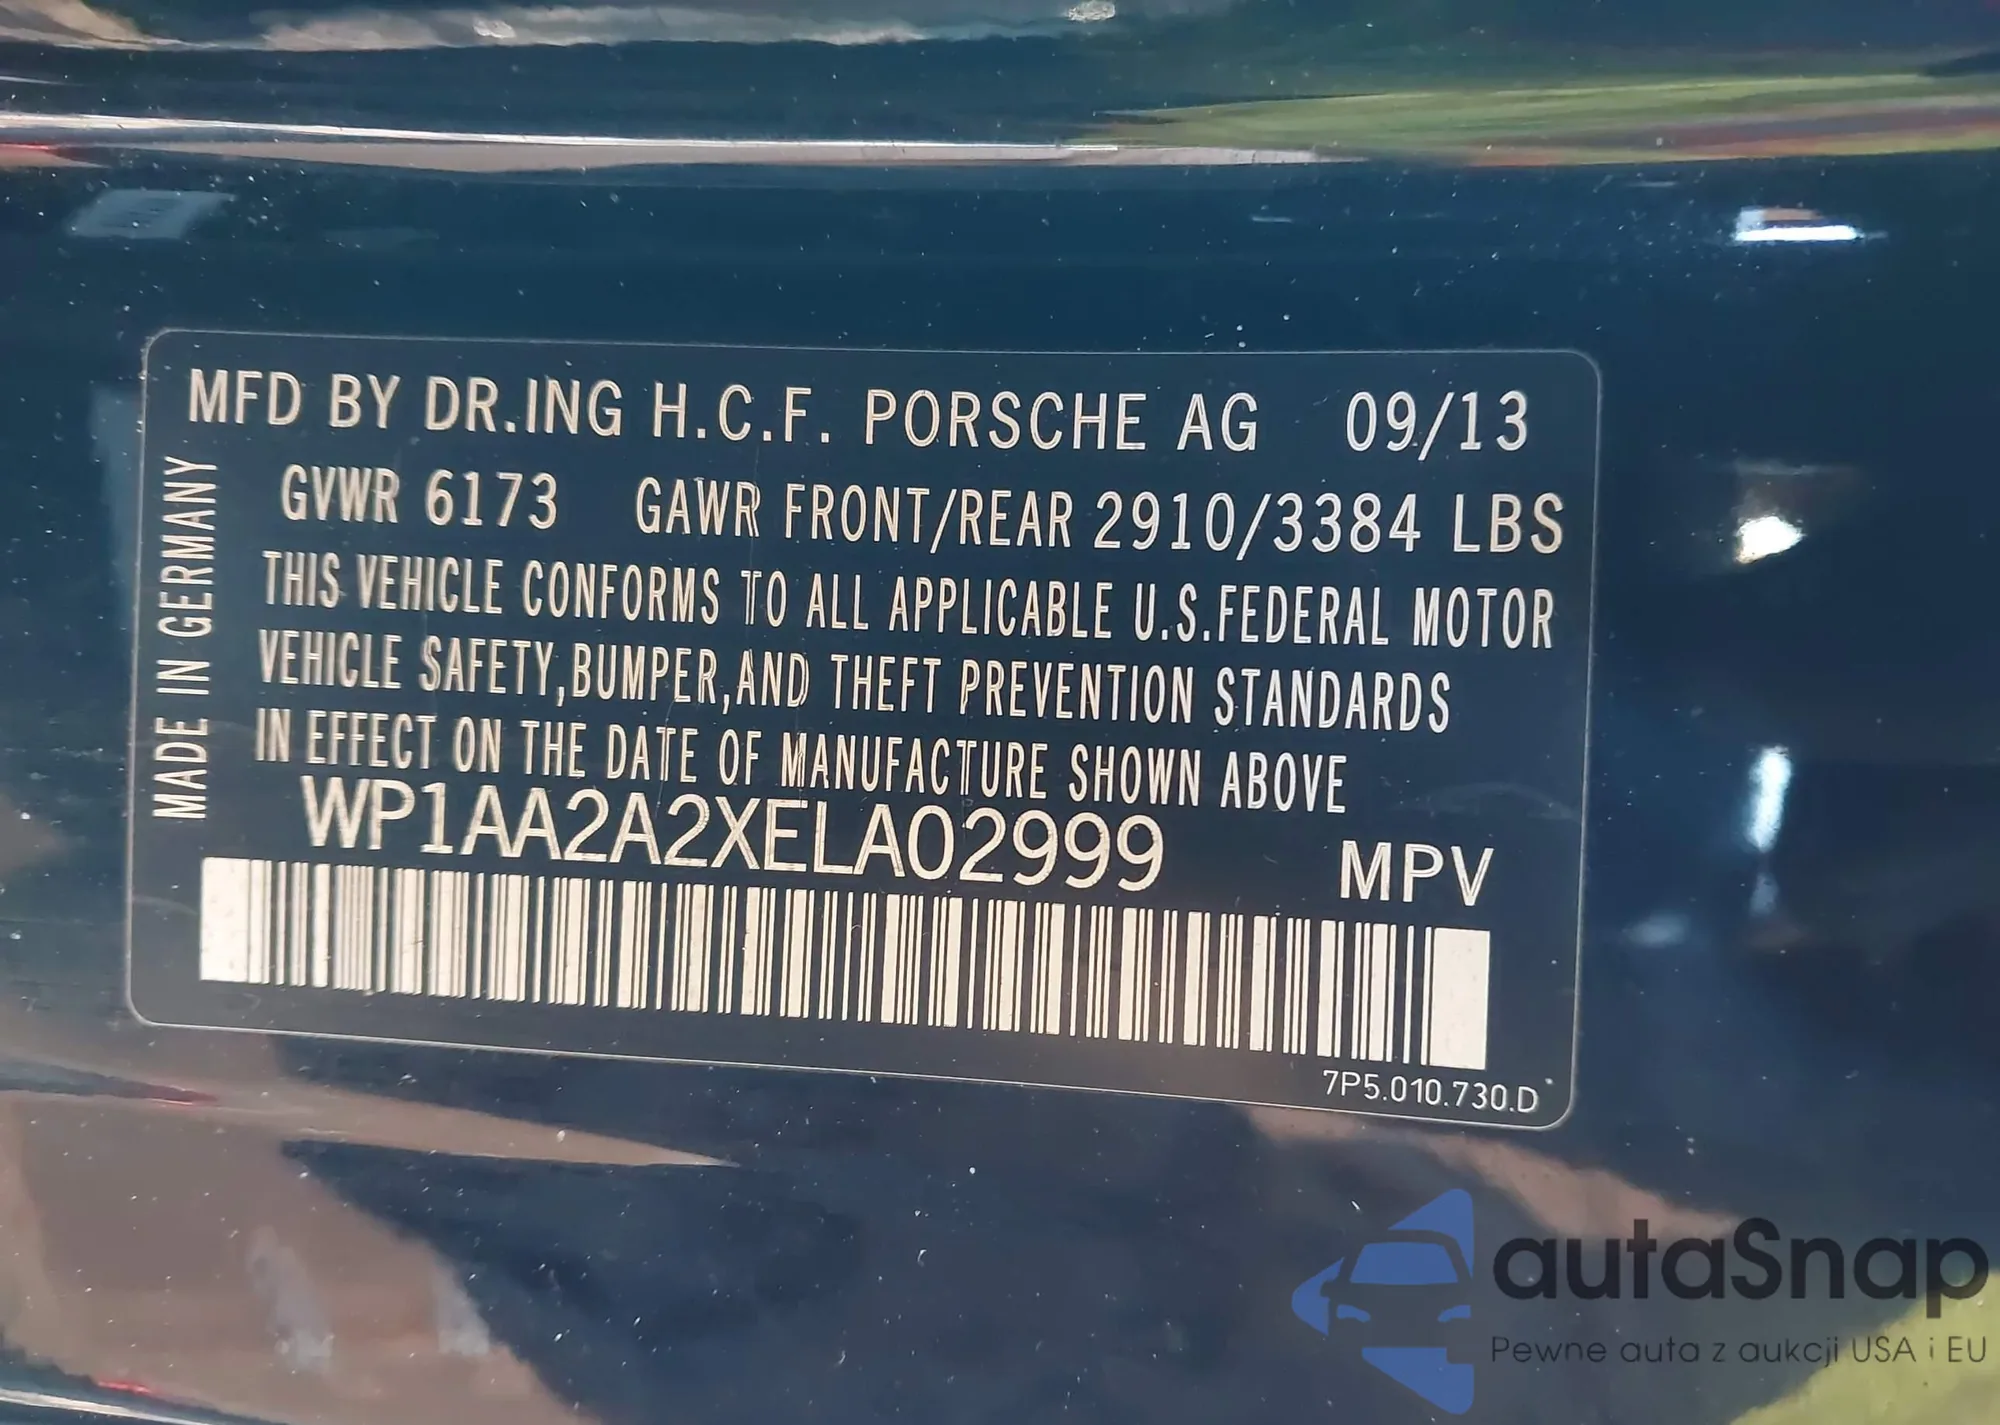 MFD BY DR.ING H.C.F. PORSCHE AG 09/13
GVWR 6173 GAWR FRONT/REAR 2910/3384 LBS
THIS VEHICLE CONFORMS TO ALL APPLICABLE U.S.FEDERAL MOTOR
VEHICLE SAFETY,BUMPER,AND THEFT PREVENTION STANDARDS
IN EFFECT ON THE DATE OF MANUFACTURE SHOWN ABOVE
WP1AA2A2XELA02999 MPV
7P5.010.730.D
MADE IN GERMANY
autaSnap
Pewne auta z aukcji USA i EU